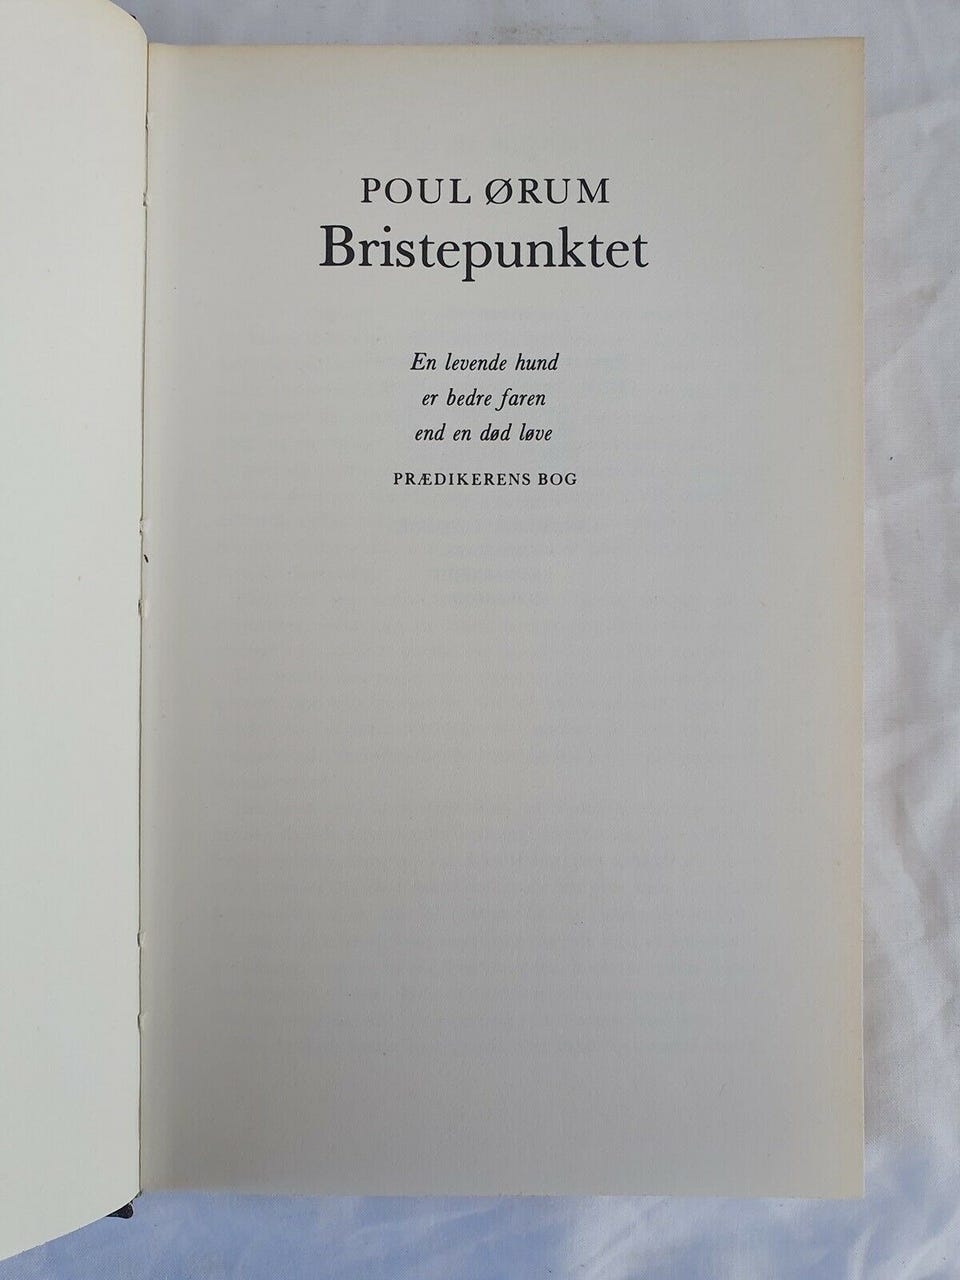 POUL ØRUM
Bristepunktet
En levende hund
er bedre faren
end en død løve
PRÆDIKERENS BOG